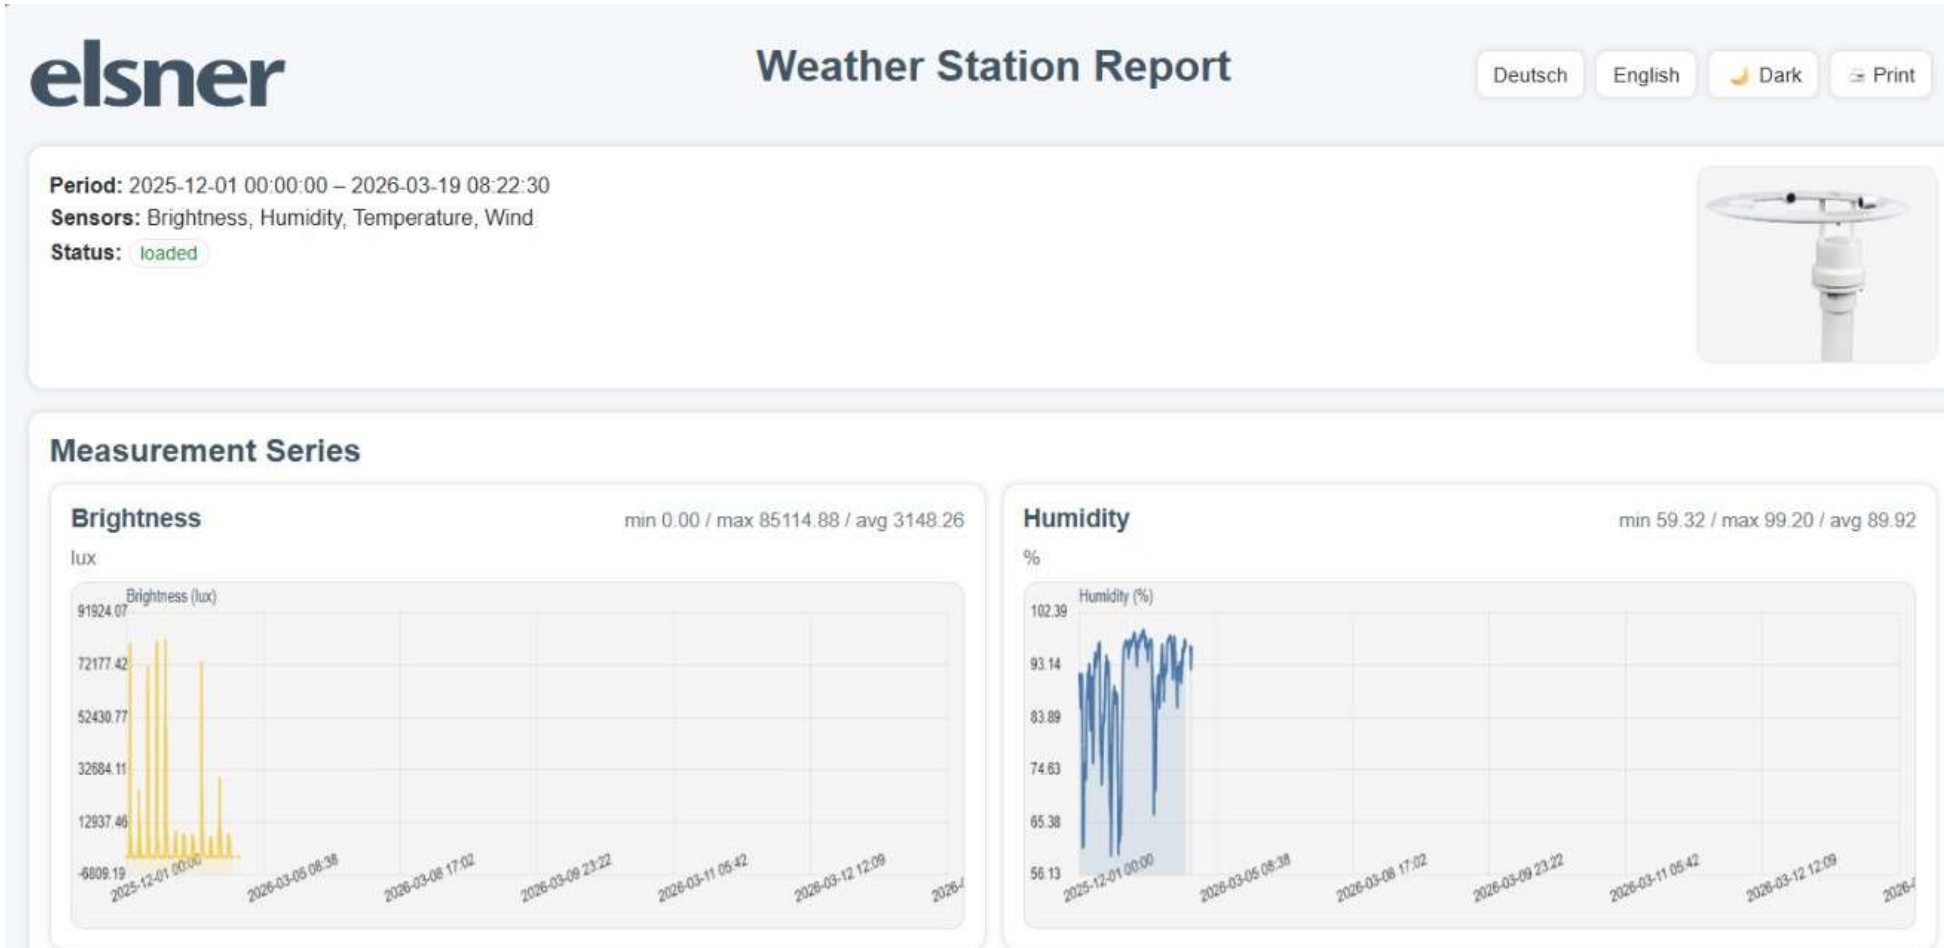 elsner
Weather Station Report
Deutsch
English
Dark
Print
Period: 2025-12-01 00:00:00 – 2026-03-19 08:22:30
Sensors: Brightness, Humidity, Temperature, Wind
Status: loaded
Measurement Series
Brightness
min 0.00 / max 85114.88 / avg 3148.26
lux
Brightness (lux)
91924.07
72177.42
52430.77
32684.11
12937.46
-6809.19
2025-12-01 00:00
2026-03-05 08:38
2026-03-08 17:02
2026-03-09 23:22
2026-03-11 05:42
2026-03-12 12:09
2026-
Humidity
min 59.32 / max 99.20 / avg 89.92
%
Humidity (%)
102.39
93.14
83.89
74.63
65.38
56.13
2025-12-01 00:00
2026-03-05 08:38
2026-03-08 17:02
2026-03-09 23:22
2026-03-11 05:42
2026-03-12 12:09
2026-